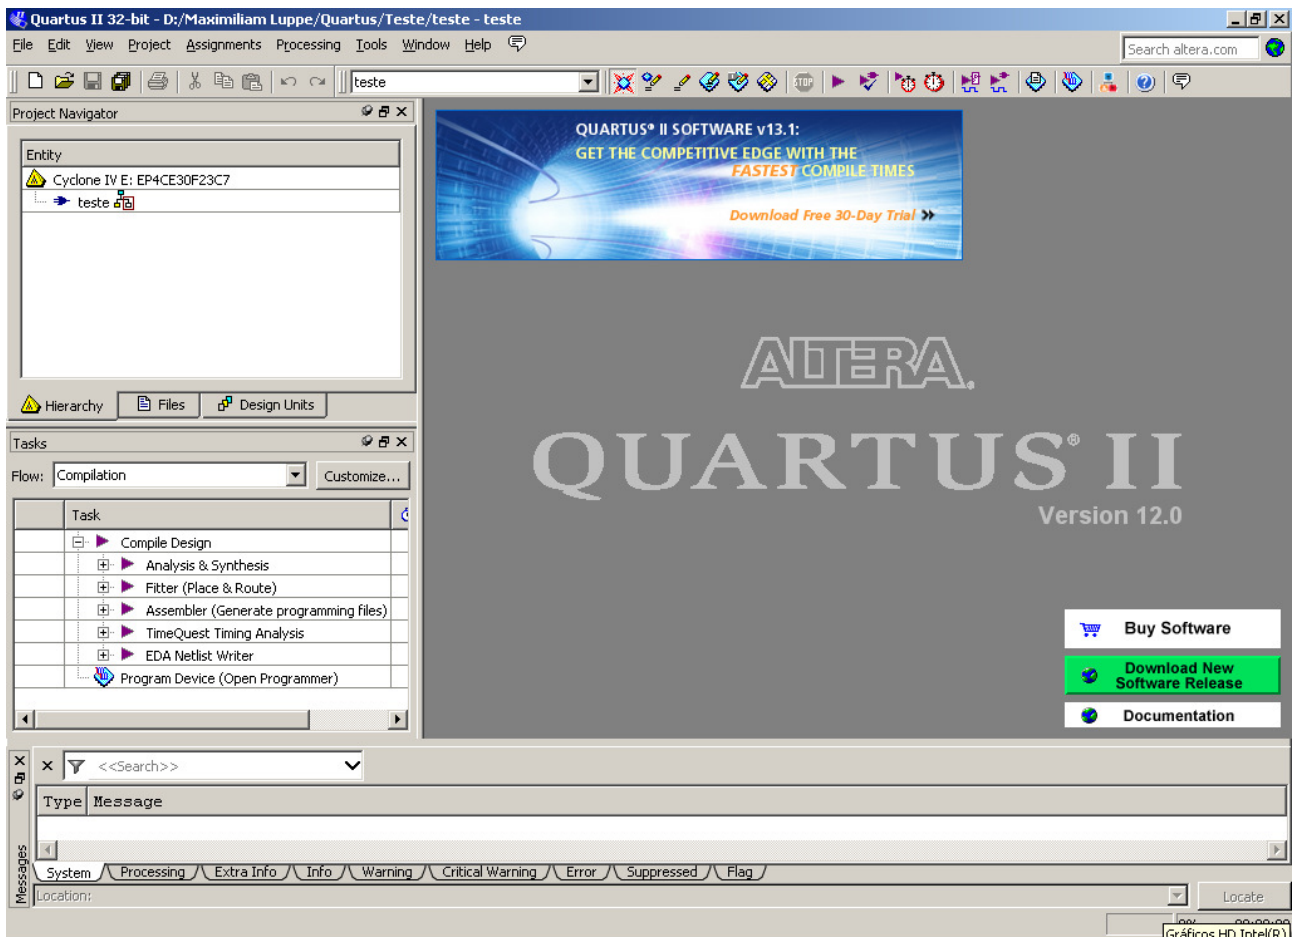 Quartus II 32-bit - D:/Maximiliam Luppe/Quartus/Teste/teste - teste
File Edit View Project Assignments Processing Tools Window Help
Search altera.com
teste
STOP
Project Navigator
QUARTUS® II SOFTWARE v13.1:
GET THE COMPETITIVE EDGE WITH THE
FASTEST COMPILE TIMES
Download Free 30-Day Trial
Entity
Cyclone IV E: EP4CE30F23C7
teste
Hierarchy Files Design Units
ALTERA®
QUARTUS® II
Version 12.0
Tasks
Flow: Compilation Customize...
Task
Compile Design
Analysis & Synthesis
Fitter (Place & Route)
Assembler (Generate programming files)
TimeQuest Timing Analysis
EDA Netlist Writer
Program Device (Open Programmer)
Buy Software
Download New
Software Release
Documentation
Messages
<<Search>>
Type Message
System Processing Extra Info Info Warning Critical Warning Error Suppressed Flag
Location: Locate
0% 00:00:00
Gráficos HD Intel(R)